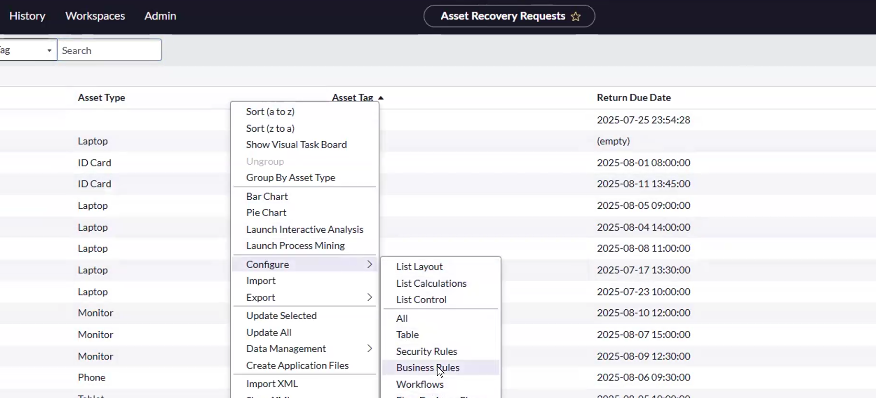 History Workspaces Admin Asset Recovery Requests
ag Search
Asset Type Asset Tag Return Due Date
2025-07-25 23:54:28
Laptop (empty)
ID Card 2025-08-01 08:00:00
ID Card 2025-08-11 13:45:00
Laptop 2025-08-05 09:00:00
Laptop 2025-08-04 14:00:00
Laptop 2025-08-08 11:00:00
Laptop 2025-07-17 13:30:00
Laptop 2025-07-23 10:00:00
Monitor 2025-08-10 12:00:00
Monitor 2025-08-07 15:00:00
Monitor 2025-08-09 12:30:00
Phone 2025-08-06 09:30:00
Sort (a to z)
Sort (z to a)
Show Visual Task Board
Ungroup
Group By Asset Type
Bar Chart
Pie Chart
Launch Interactive Analysis
Launch Process Mining
Configure
Import
Export
Update Selected
Update All
Data Management
Create Application Files
Import XML
List Layout
List Calculations
List Control
All
Table
Security Rules
Business Rules
Workflows